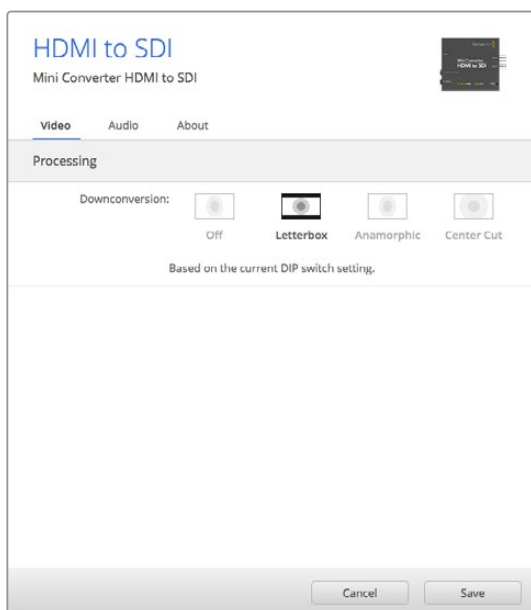 HDMI to SDI
Mini Converter HDMI to SDI
Video Audio About
Processing
Downconversion:
Off Letterbox Anamorphic Center Cut
Based on the current DIP switch setting.
Cancel Save